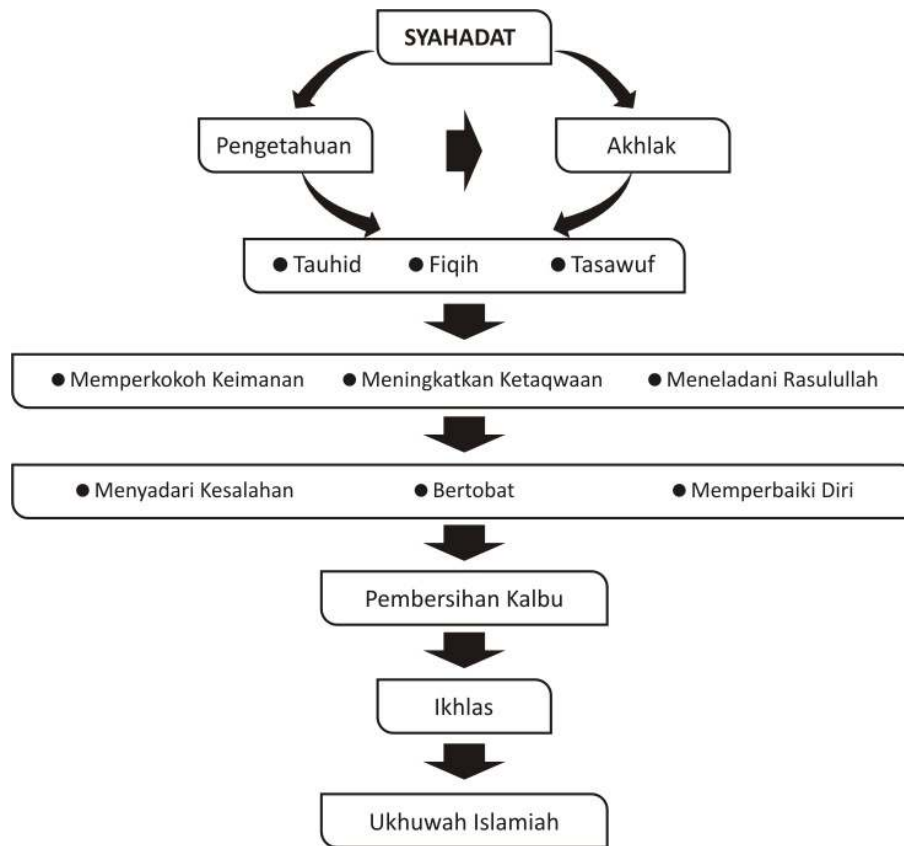 SYAHADAT
Pengetahuan
Akhlak
● Tauhid ● Fiqih ● Tasawuf
● Memperkokoh Keimanan ● Meningkatkan Ketaqwaan ● Meneladani Rasulullah
● Menyadari Kesalahan ● Bertobat ● Memperbaiki Diri
Pembersihan Kalbu
Ikhlas
Ukhuwah Islamiah